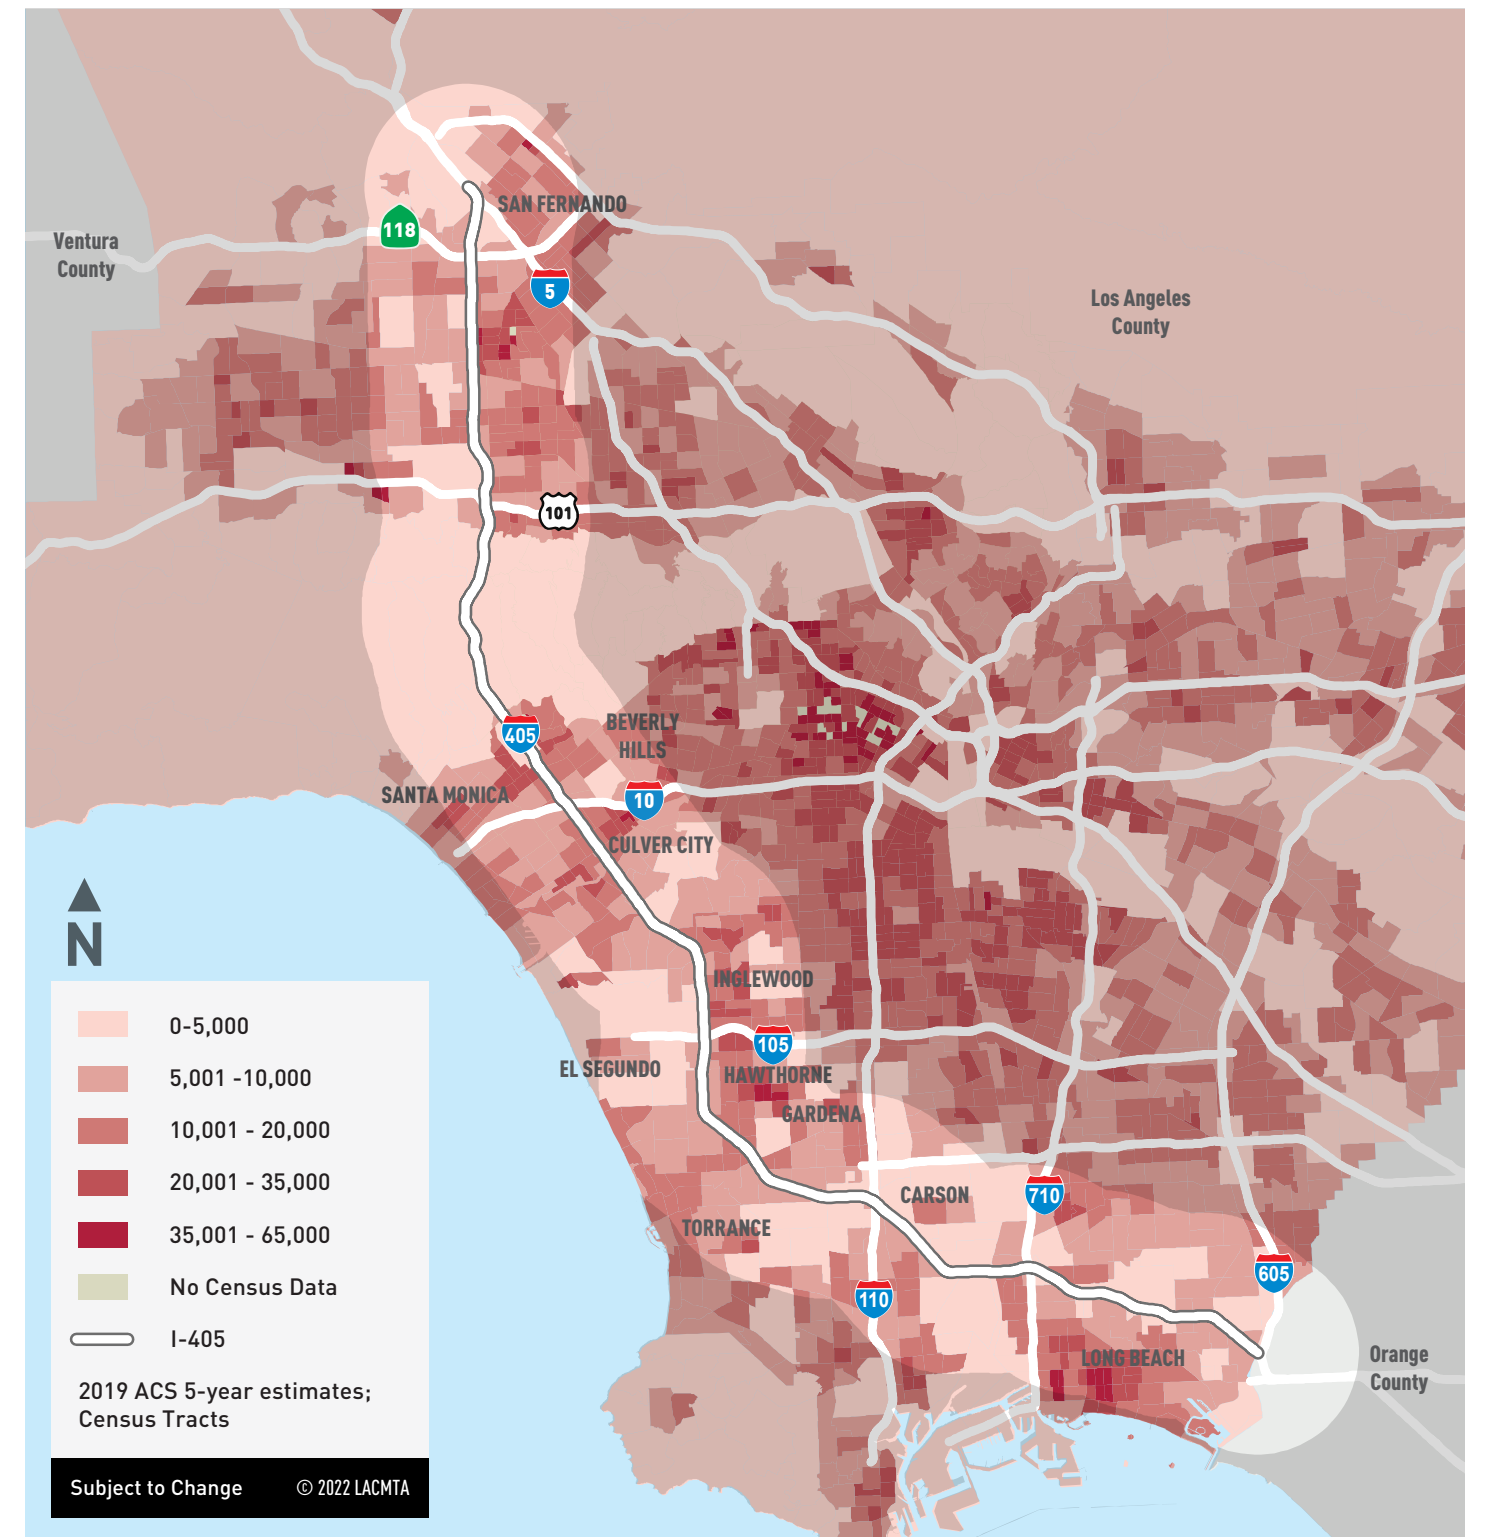 SAN FERNANDO
118
Ventura
County
5
Los Angeles
County
101
405
BEVERLY
HILLS
SANTA MONICA
10
CULVER CITY
N
INGLEWOOD
105
EL SEGUNDO
HAWTHORNE
GARDENA
CARSON
710
TORRANCE
605
110
LONG BEACH
Orange
County
0-5,000
5,001 -10,000
10,001 - 20,000
20,001 - 35,000
35,001 - 65,000
No Census Data
I-405
2019 ACS 5-year estimates;
Census Tracts
Subject to Change © 2022 LACMTA